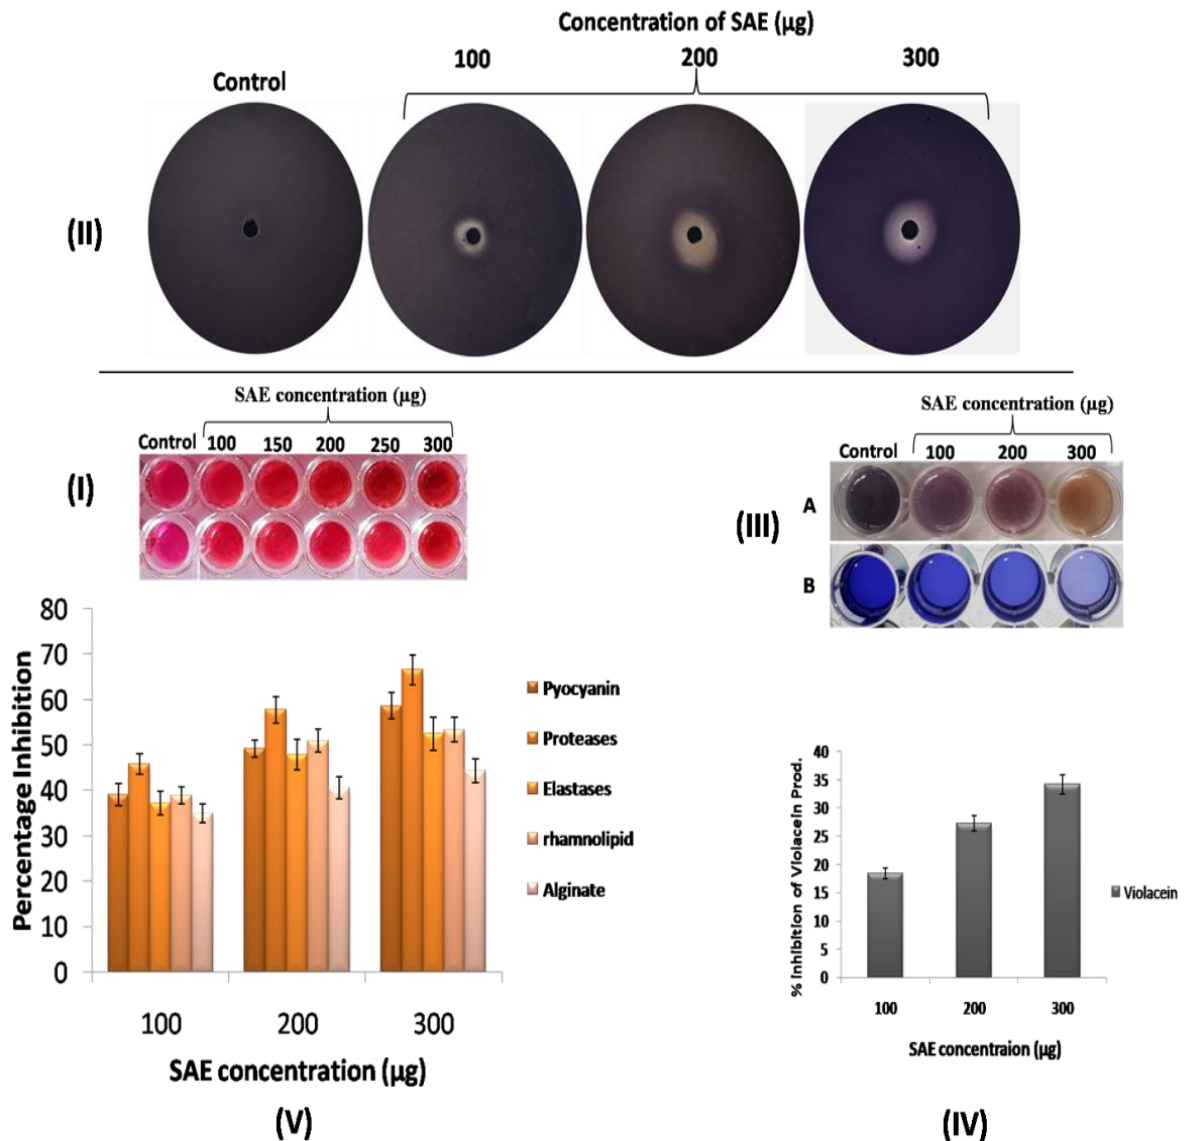 Concentration of SAE (µg)
Control 100 200 300
(II)
SAE concentration (µg)
Control 100 150 200 250 300
(I)
SAE concentration (µg)
Control 100 200 300
A
(III)
B
80
70
60
50
40
30
20
10
0
Percentage Inhibition
Pyocyanin
Proteases
Elastases
rhamnolipid
Alginate
100 200 300
SAE concentration (µg)
(V)
40
35
30
25
20
15
10
5
0
% Inhibition of Violacein Prod.
Violacein
100 200 300
SAE concentraion (µg)
(IV)